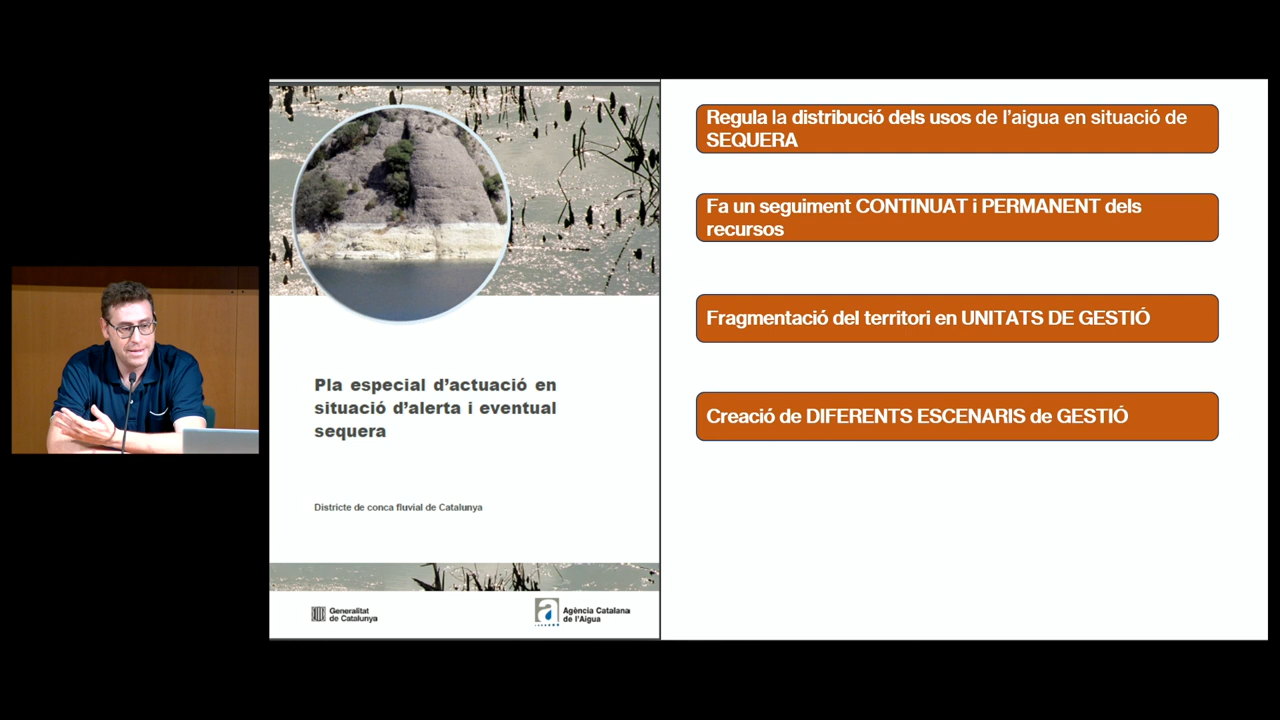 Pla especial d'actuació en
situació d'alerta i eventual
sequera
Districte de conca fluvial de Catalunya
Generalitat
de Catalunya
a
Agència Catalana
de l'Aigua
Regula la distribució dels usos de l'aigua en situació de
SEQUERA
Fa un seguiment CONTINUAT i PERMANENT dels
recursos
Fragmentació del territori en UNITATS DE GESTIÓ
Creació de DIFERENTS ESCENARIS de GESTIÓ